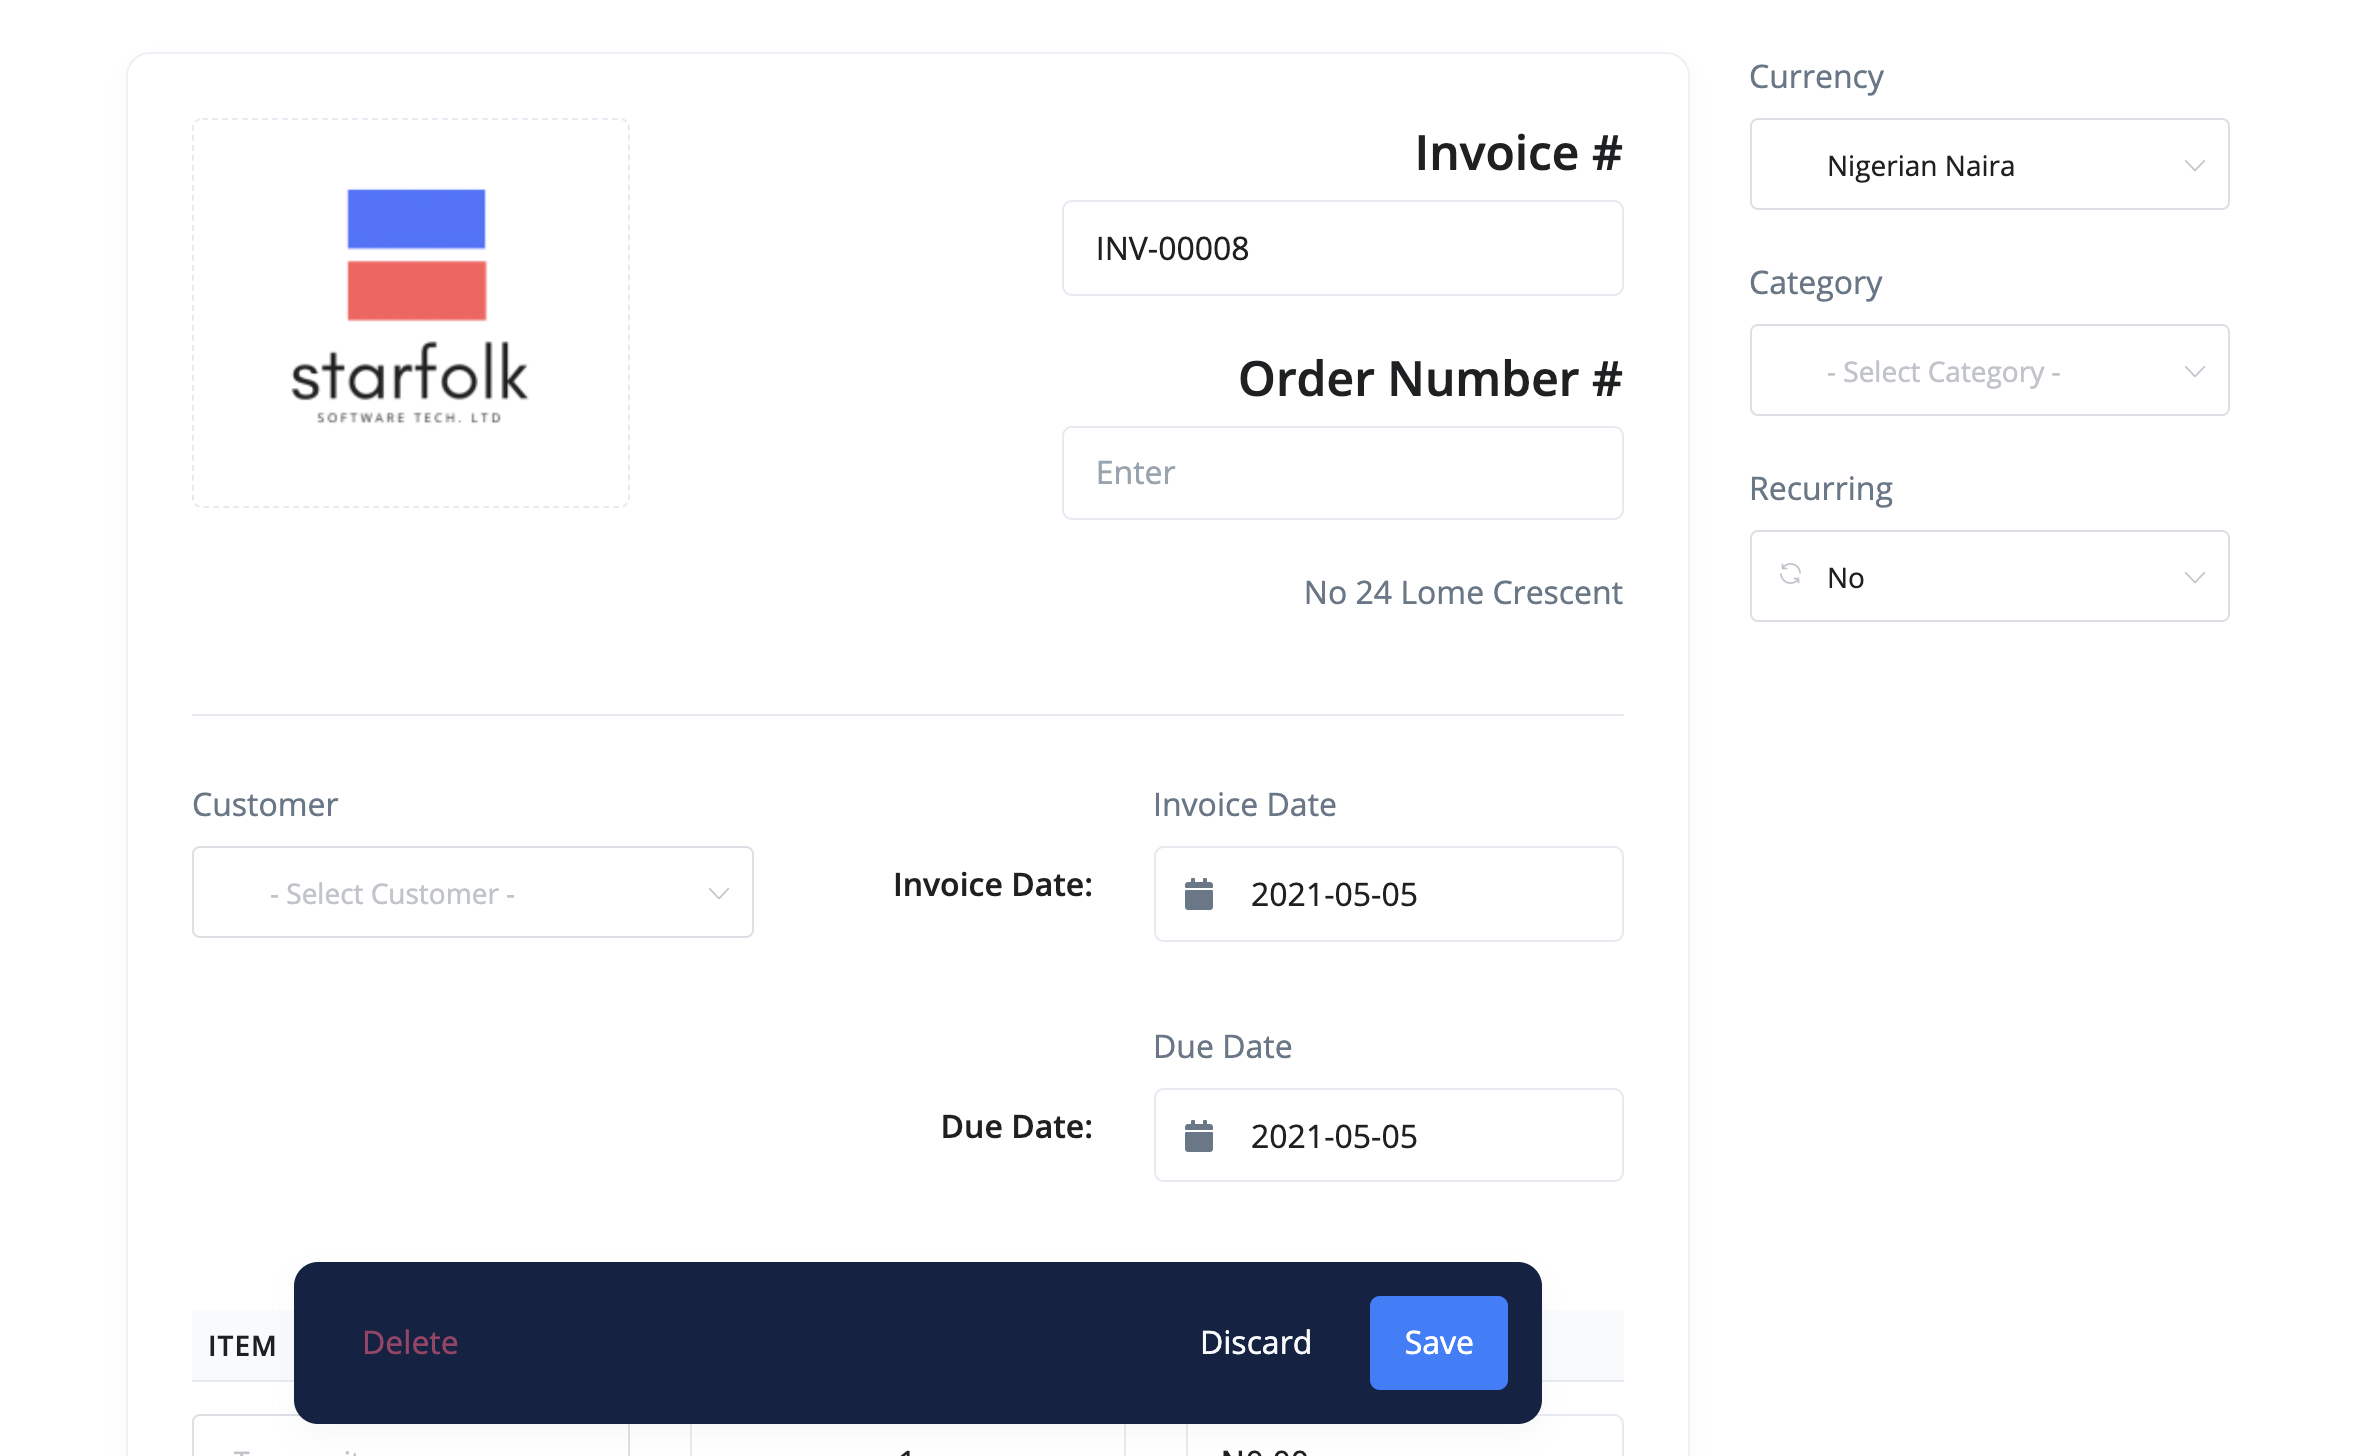 starfolk
SOFTWARE TECH. LTD
Invoice #
INV-00008
Order Number #
Enter
No 24 Lome Crescent
Currency
Nigerian Naira
Category
- Select Category -
Recurring
No
Customer
- Select Customer -
Invoice Date
Invoice Date:
2021-05-05
Due Date
Due Date:
2021-05-05
ITEM
Delete
Discard
Save